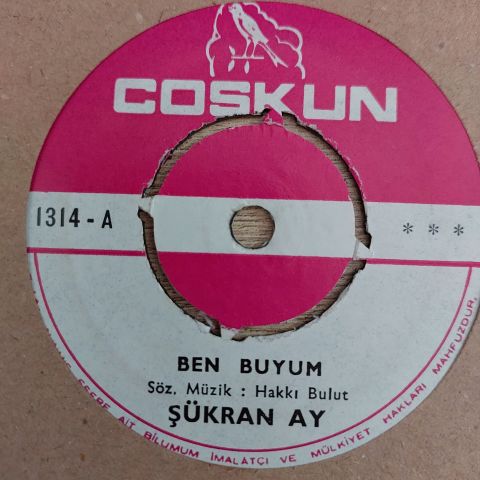 COSKUN
1314 - A
* * *
BEN BUYUM
Söz. Müzik : Hakkı Bulut
ŞÜKRAN AY
AİT BİLUMUM İMALATÇI VE MÜLKİYET HAKLARI MAHFUZDUR.